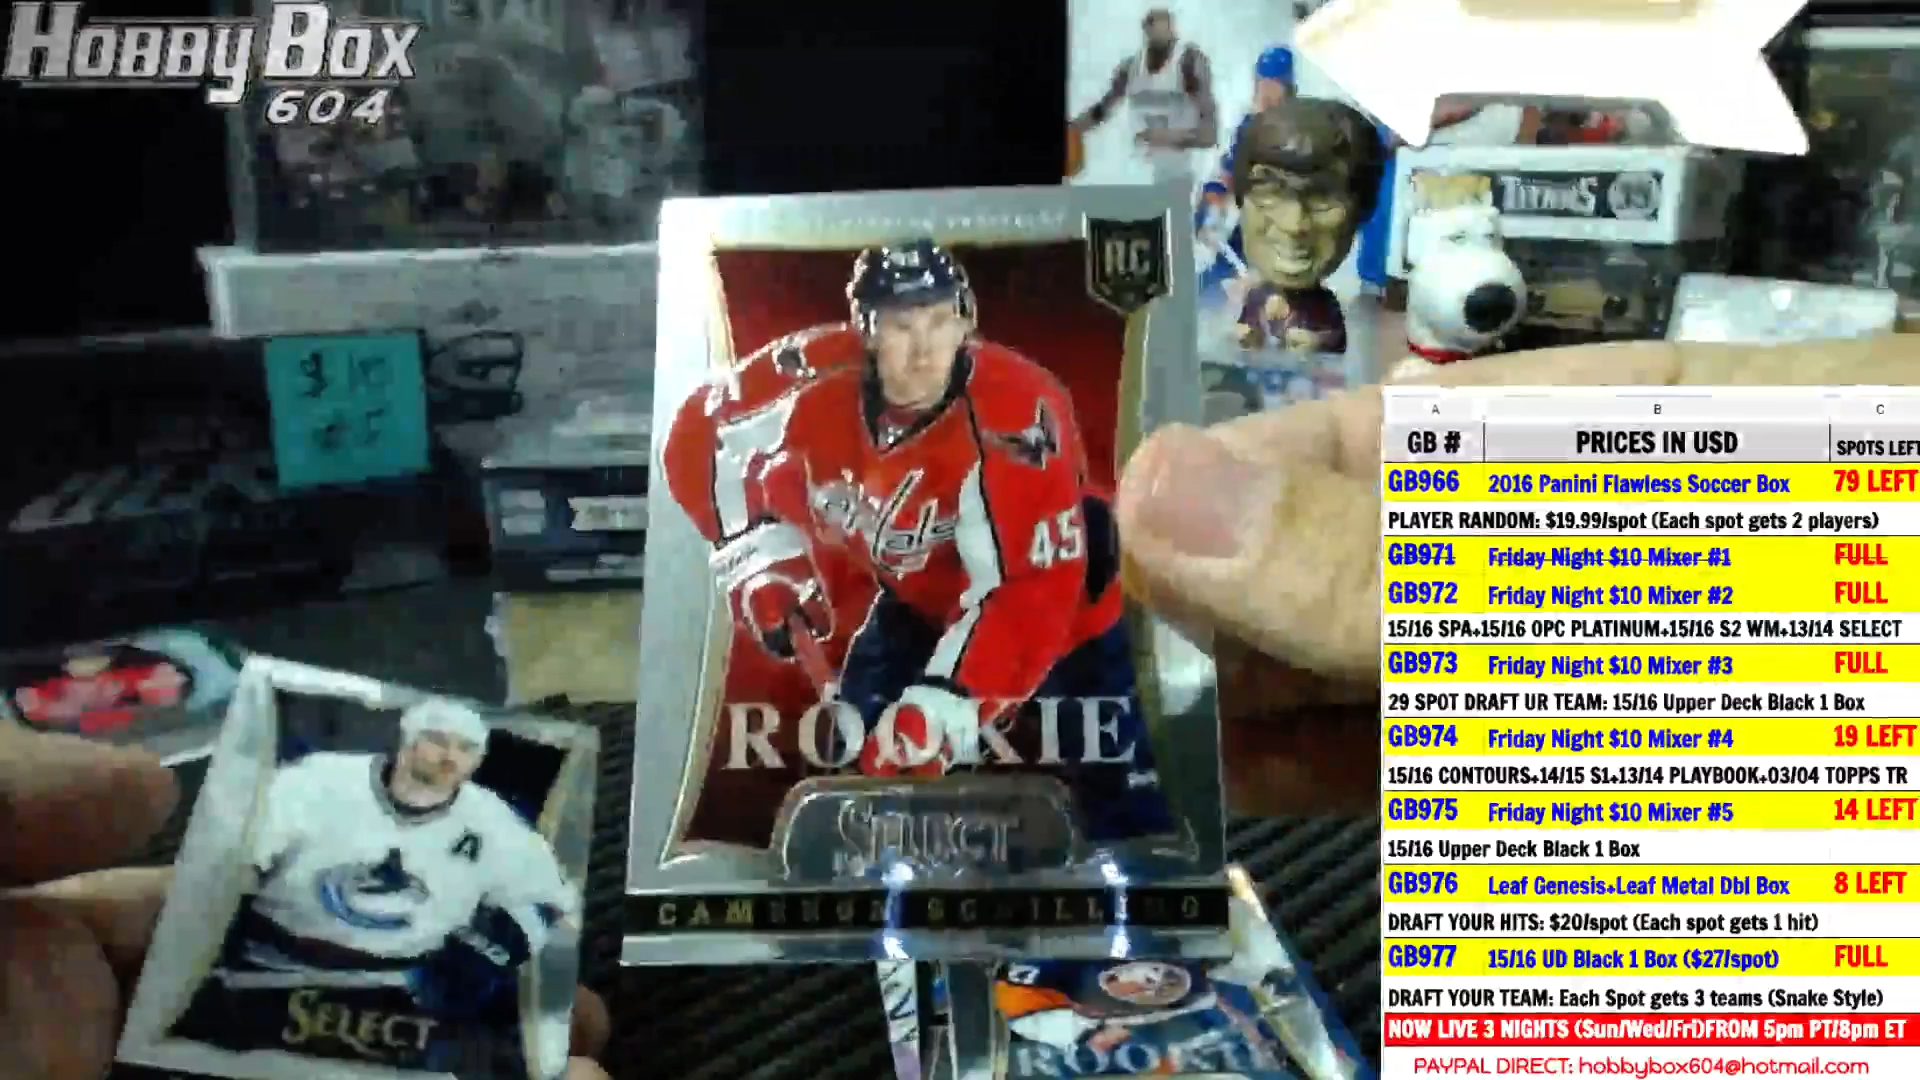 HOBBY BOX
604
TITANS
RC
Capitals
45
ROOKIE
SELECT
CAMERON SCHILLING
A
SELECT
ROOKIE
A B C
GB # PRICES IN USD SPOTS LEFT
GB966 2016 Panini Flawless Soccer Box 79 LEFT
PLAYER RANDOM: $19.99/spot (Each spot gets 2 players)
GB971 Friday Night $10 Mixer #1 FULL
GB972 Friday Night $10 Mixer #2 FULL
15/16 SPA+15/16 OPC PLATINUM+15/16 S2 WM+13/14 SELECT
GB973 Friday Night $10 Mixer #3 FULL
29 SPOT DRAFT UR TEAM: 15/16 Upper Deck Black 1 Box
GB974 Friday Night $10 Mixer #4 19 LEFT
15/16 CONTOURS+14/15 S1+13/14 PLAYBOOK+03/04 TOPPS TR
GB975 Friday Night $10 Mixer #5 14 LEFT
15/16 Upper Deck Black 1 Box
GB976 Leaf Genesis+Leaf Metal Dbl Box 8 LEFT
DRAFT YOUR HITS: $20/spot (Each spot gets 1 hit)
GB977 15/16 UD Black 1 Box ($27/spot) FULL
DRAFT YOUR TEAM: Each Spot gets 3 teams (Snake Style)
NOW LIVE 3 NIGHTS (Sun/Wed/Fri)FROM 5pm PT/8pm ET
PAYPAL DIRECT: hobbybox604@hotmail.com